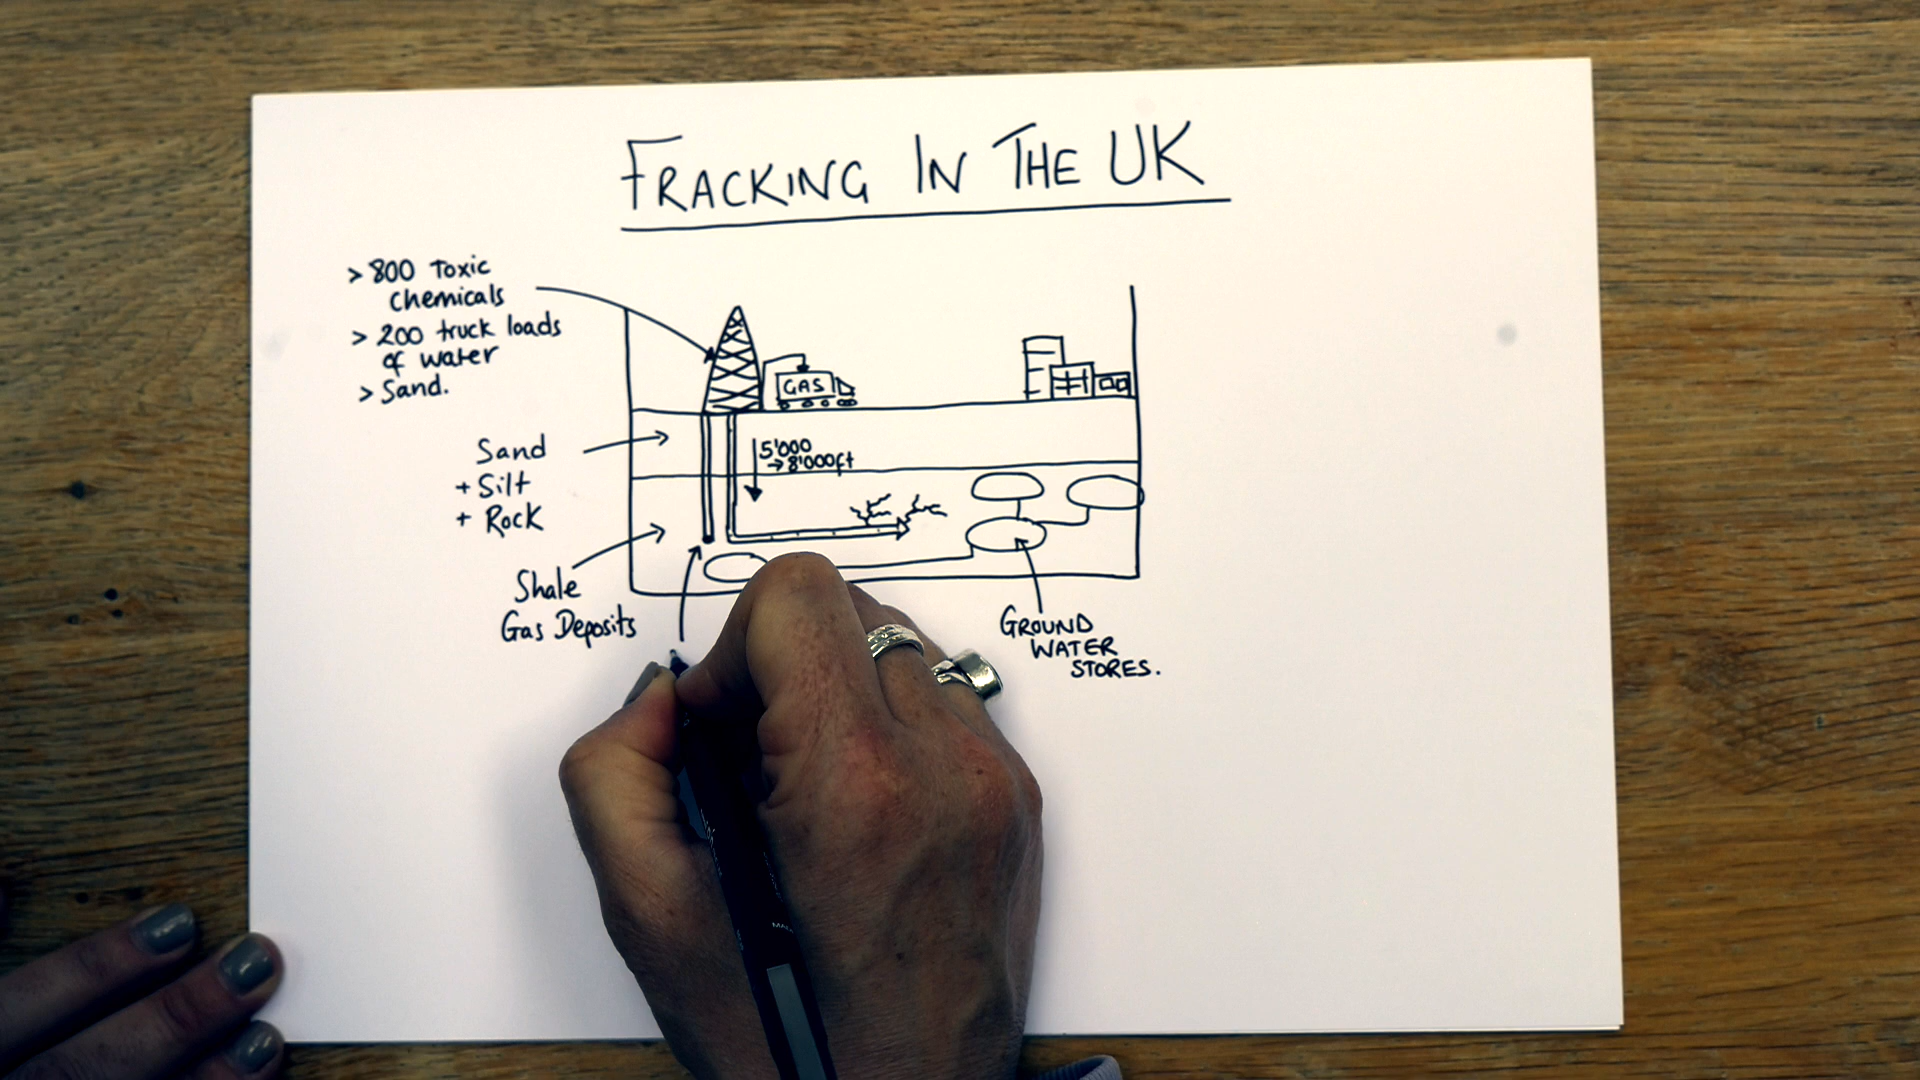 FRACKING IN THE UK
> 800 Toxic
Chemicals
> 200 truck loads
of water
> Sand.
GAS
Sand
+ Silt
+ Rock
5'000
→ 8'000ft
Shale
Gas Deposits
GROUND
WATER
STORES.